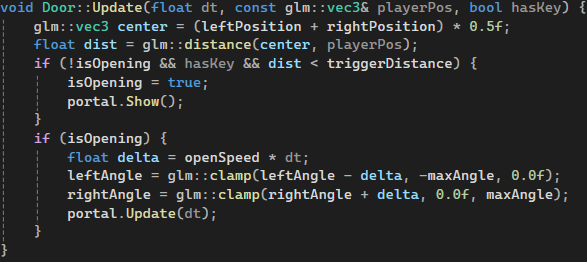 void Door::Update(float dt, const glm::vec3& playerPos, bool hasKey) {
    glm::vec3 center = (leftPosition + rightPosition) * 0.5f;
    float dist = glm::distance(center, playerPos);
    if (!isOpening && hasKey && dist < triggerDistance) {
        isOpening = true;
        portal.Show();
    }
    if (isOpening) {
        float delta = openSpeed * dt;
        leftAngle = glm::clamp(leftAngle - delta, -maxAngle, 0.0f);
        rightAngle = glm::clamp(rightAngle + delta, 0.0f, maxAngle);
        portal.Update(dt);
    }
}